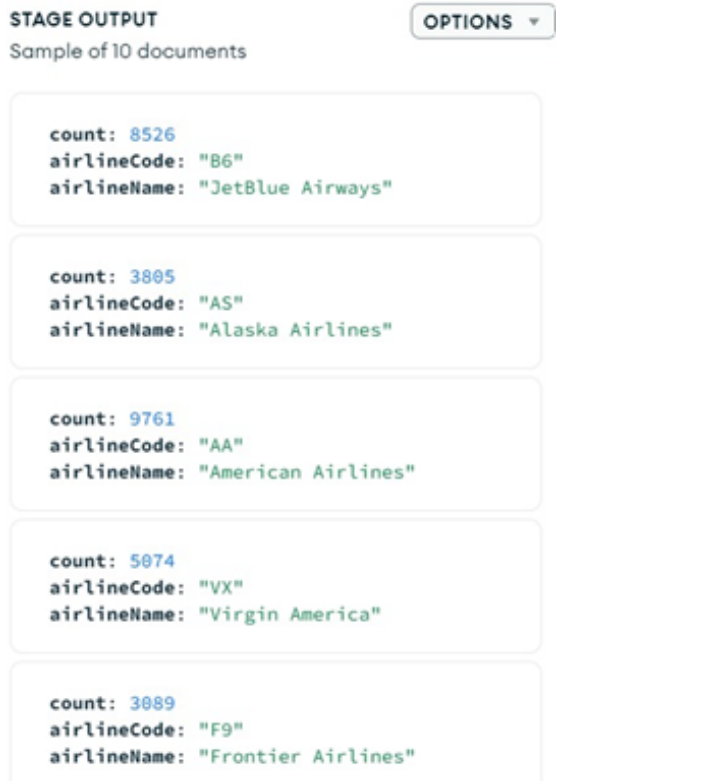 STAGE OUTPUT
OPTIONS
Sample of 10 documents
count: 8526
airlineCode: "B6"
airlineName: "JetBlue Airways"
count: 3805
airlineCode: "AS"
airlineName: "Alaska Airlines"
count: 9761
airlineCode: "AA"
airlineName: "American Airlines"
count: 5074
airlineCode: "VX"
airlineName: "Virgin America"
count: 3089
airlineCode: "F9"
airlineName: "Frontier Airlines"